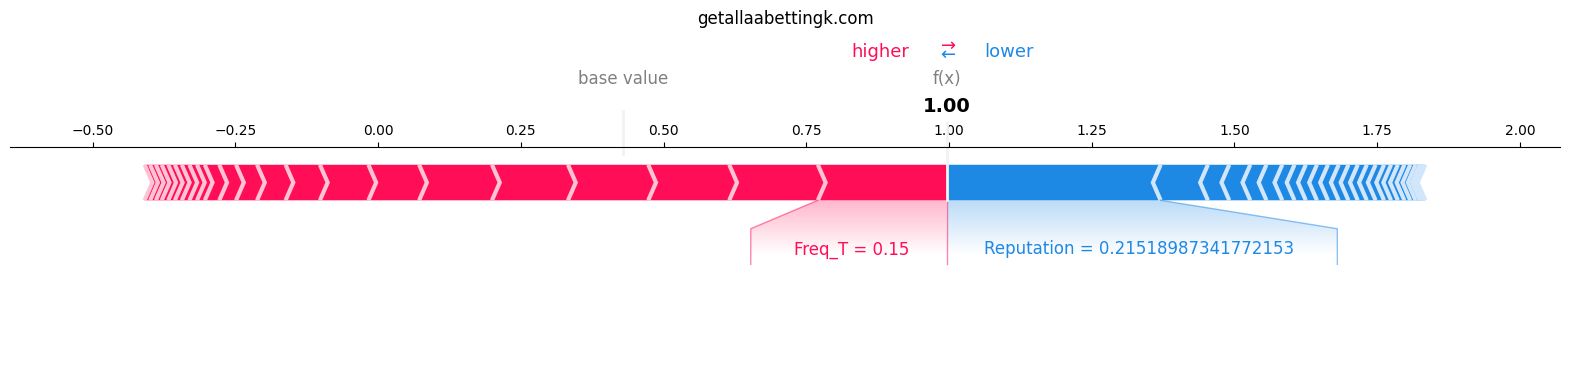 getallaabettingk.com
higher → ← lower
base value f(x)
1.00
−0.50 −0.25 0.00 0.25 0.50 0.75 1.00 1.25 1.50 1.75 2.00
Freq_T = 0.15 Reputation = 0.21518987341772153